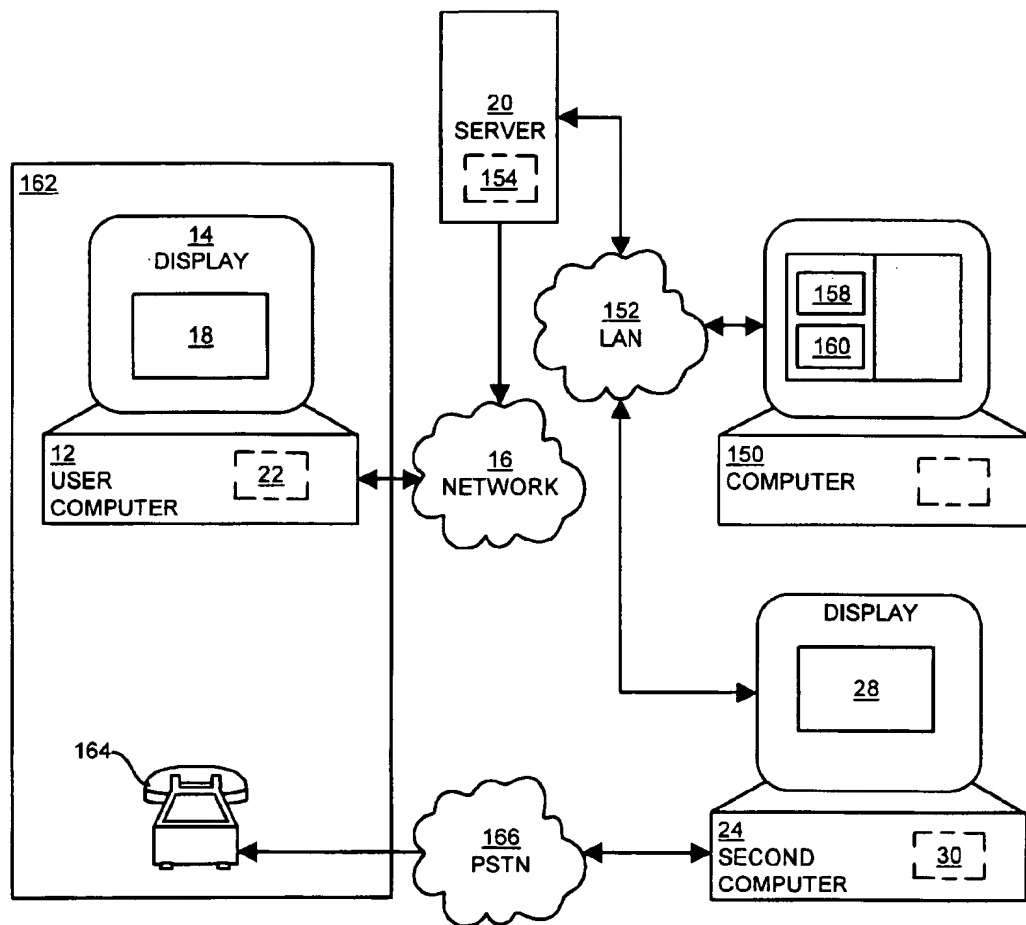 20
SERVER
154
162
14
DISPLAY
18
12
USER
COMPUTER
22
16
NETWORK
152
LAN
158
160
150
COMPUTER
DISPLAY
28
164
166
PSTN
24
SECOND
COMPUTER
30